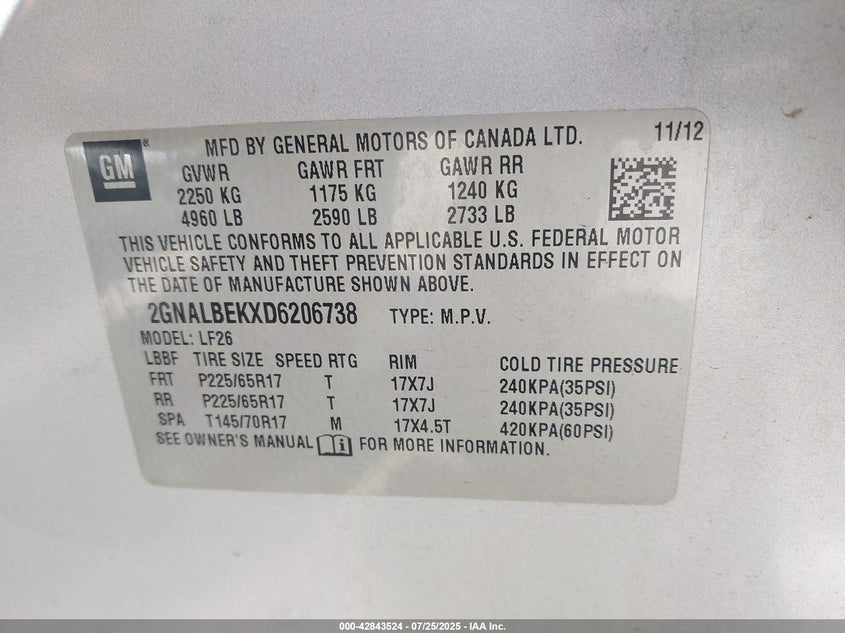 GM ® MFD BY GENERAL MOTORS OF CANADA LTD. 11/12
GVWR GAWR FRT GAWR RR
2250 KG 1175 KG 1240 KG
4960 LB 2590 LB 2733 LB
THIS VEHICLE CONFORMS TO ALL APPLICABLE U.S. FEDERAL MOTOR
VEHICLE SAFETY AND THEFT PREVENTION STANDARDS IN EFFECT ON
THE DATE OF MANUFACTURE SHOWN ABOVE.
2GNALBEKXD6206738 TYPE: M.P.V.
MODEL: LF26
LBBF TIRE SIZE SPEED RTG RIM COLD TIRE PRESSURE
FRT P225/65R17 T 17X7J 240KPA(35PSI)
RR P225/65R17 T 17X7J 240KPA(35PSI)
SPA T145/70R17 M 17X4.5T 420KPA(60PSI)
SEE OWNER'S MANUAL i FOR MORE INFORMATION.
000-42843524 - 07/25/2025 - IAA Inc.